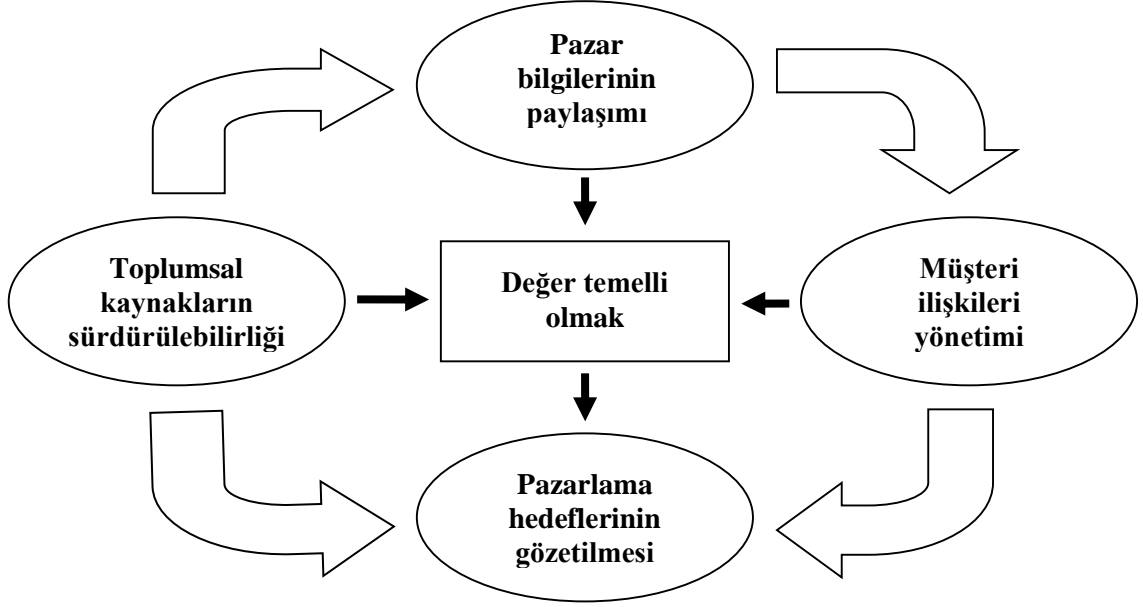 Pazar
bilgilerinin
paylaşımı
Toplumsal
kaynakların
sürdürülebilirliği
Değer temelli
olmak
Müşteri
ilişkileri
yönetimi
Pazarlama
hedeflerinin
gözetilmesi